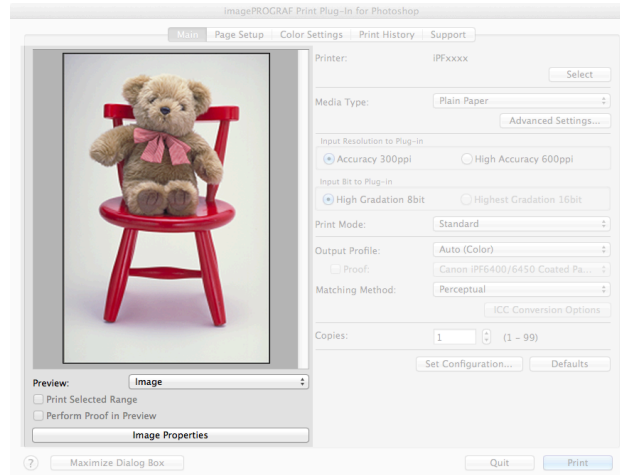 imagePROGRAF Print Plug-In for Photoshop
Main Page Setup Color Settings Print History Support
Printer: iPFxxxx
Select
Media Type: Plain Paper
Advanced Settings...
Input Resolution to Plug-in
Accuracy 300ppi High Accuracy 600ppi
Input Bit to Plug-in
High Gradation 8bit Highest Gradation 16bit
Print Mode: Standard
Output Profile: Auto (Color)
Proof: Canon iPF6400/6450 Coated Pa...
Matching Method: Perceptual
ICC Conversion Options
Copies: 1 (1 – 99)
Set Configuration... Defaults
Preview: Image
Print Selected Range
Perform Proof in Preview
Image Properties
? Maximize Dialog Box Quit Print